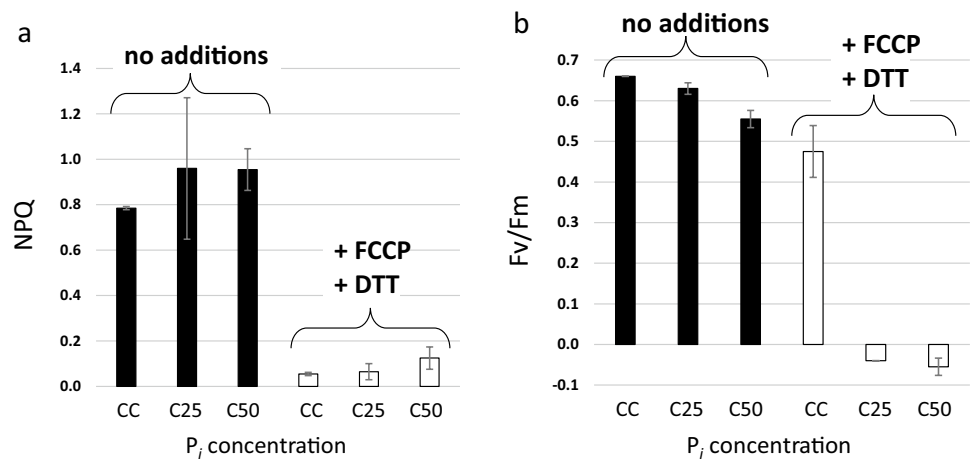 a
no additions
1.4
1.2
1.0
0.8
0.6
0.4
0.2
0.0
NPQ
+ FCCP
+ DTT
CC C25 C50 CC C25 C50
Pi concentration
b
no additions
+ FCCP
+ DTT
0.7
0.6
0.5
0.4
0.3
0.2
0.1
0.0
-0.1
Fv/Fm
CC C25 C50 CC C25 C50
Pi concentration